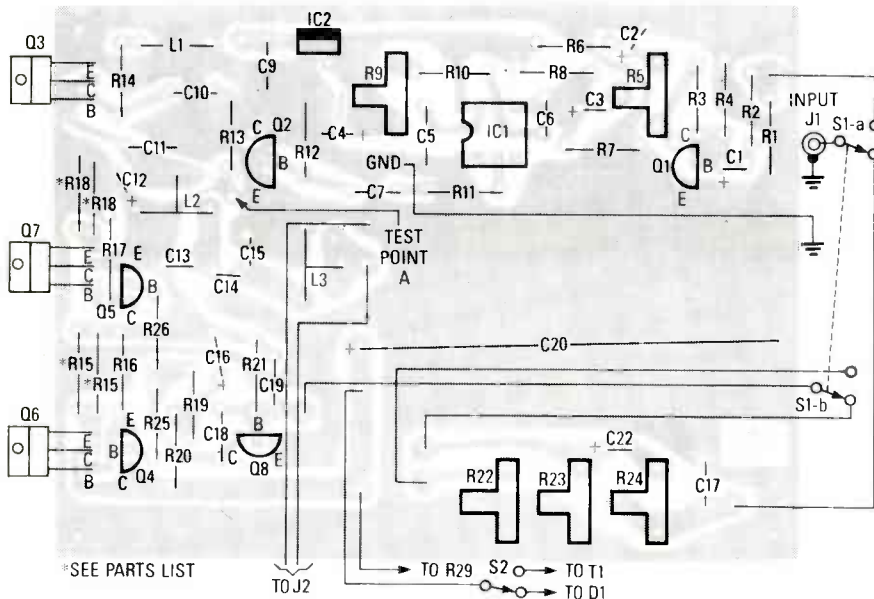 IC2
Q3
L1
C9
R6
C2
R14
E
C
B
C10
R9
R10
R8
R5
C3
R3
R4
R2
R1
INPUT
J1
S1-a
R13
C
Q2
B
E
R12
C4
C5
IC1
C6
R7
C
Q1
B
E
C1
C11
GND
C7
R11
*R18
*R18
C12
L2
TEST
POINT
A
Q7
E
C
B
R17
Q5
E
B
C
C13
C15
C14
L3
R26
C20
*R15
*R15
R16
C16
R21
C19
S1-b
Q6
E
C
B
E
B
C
Q4
R25
R20
R19
C18
B
C
E
Q8
C22
R22
R23
R24
C17
*SEE PARTS LIST
TO J2
TO R29
S2
TO T1
TO D1